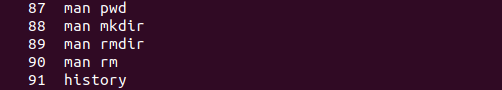 87 man pwd
88 man mkdir
89 man rmdir
90 man rm
91 history